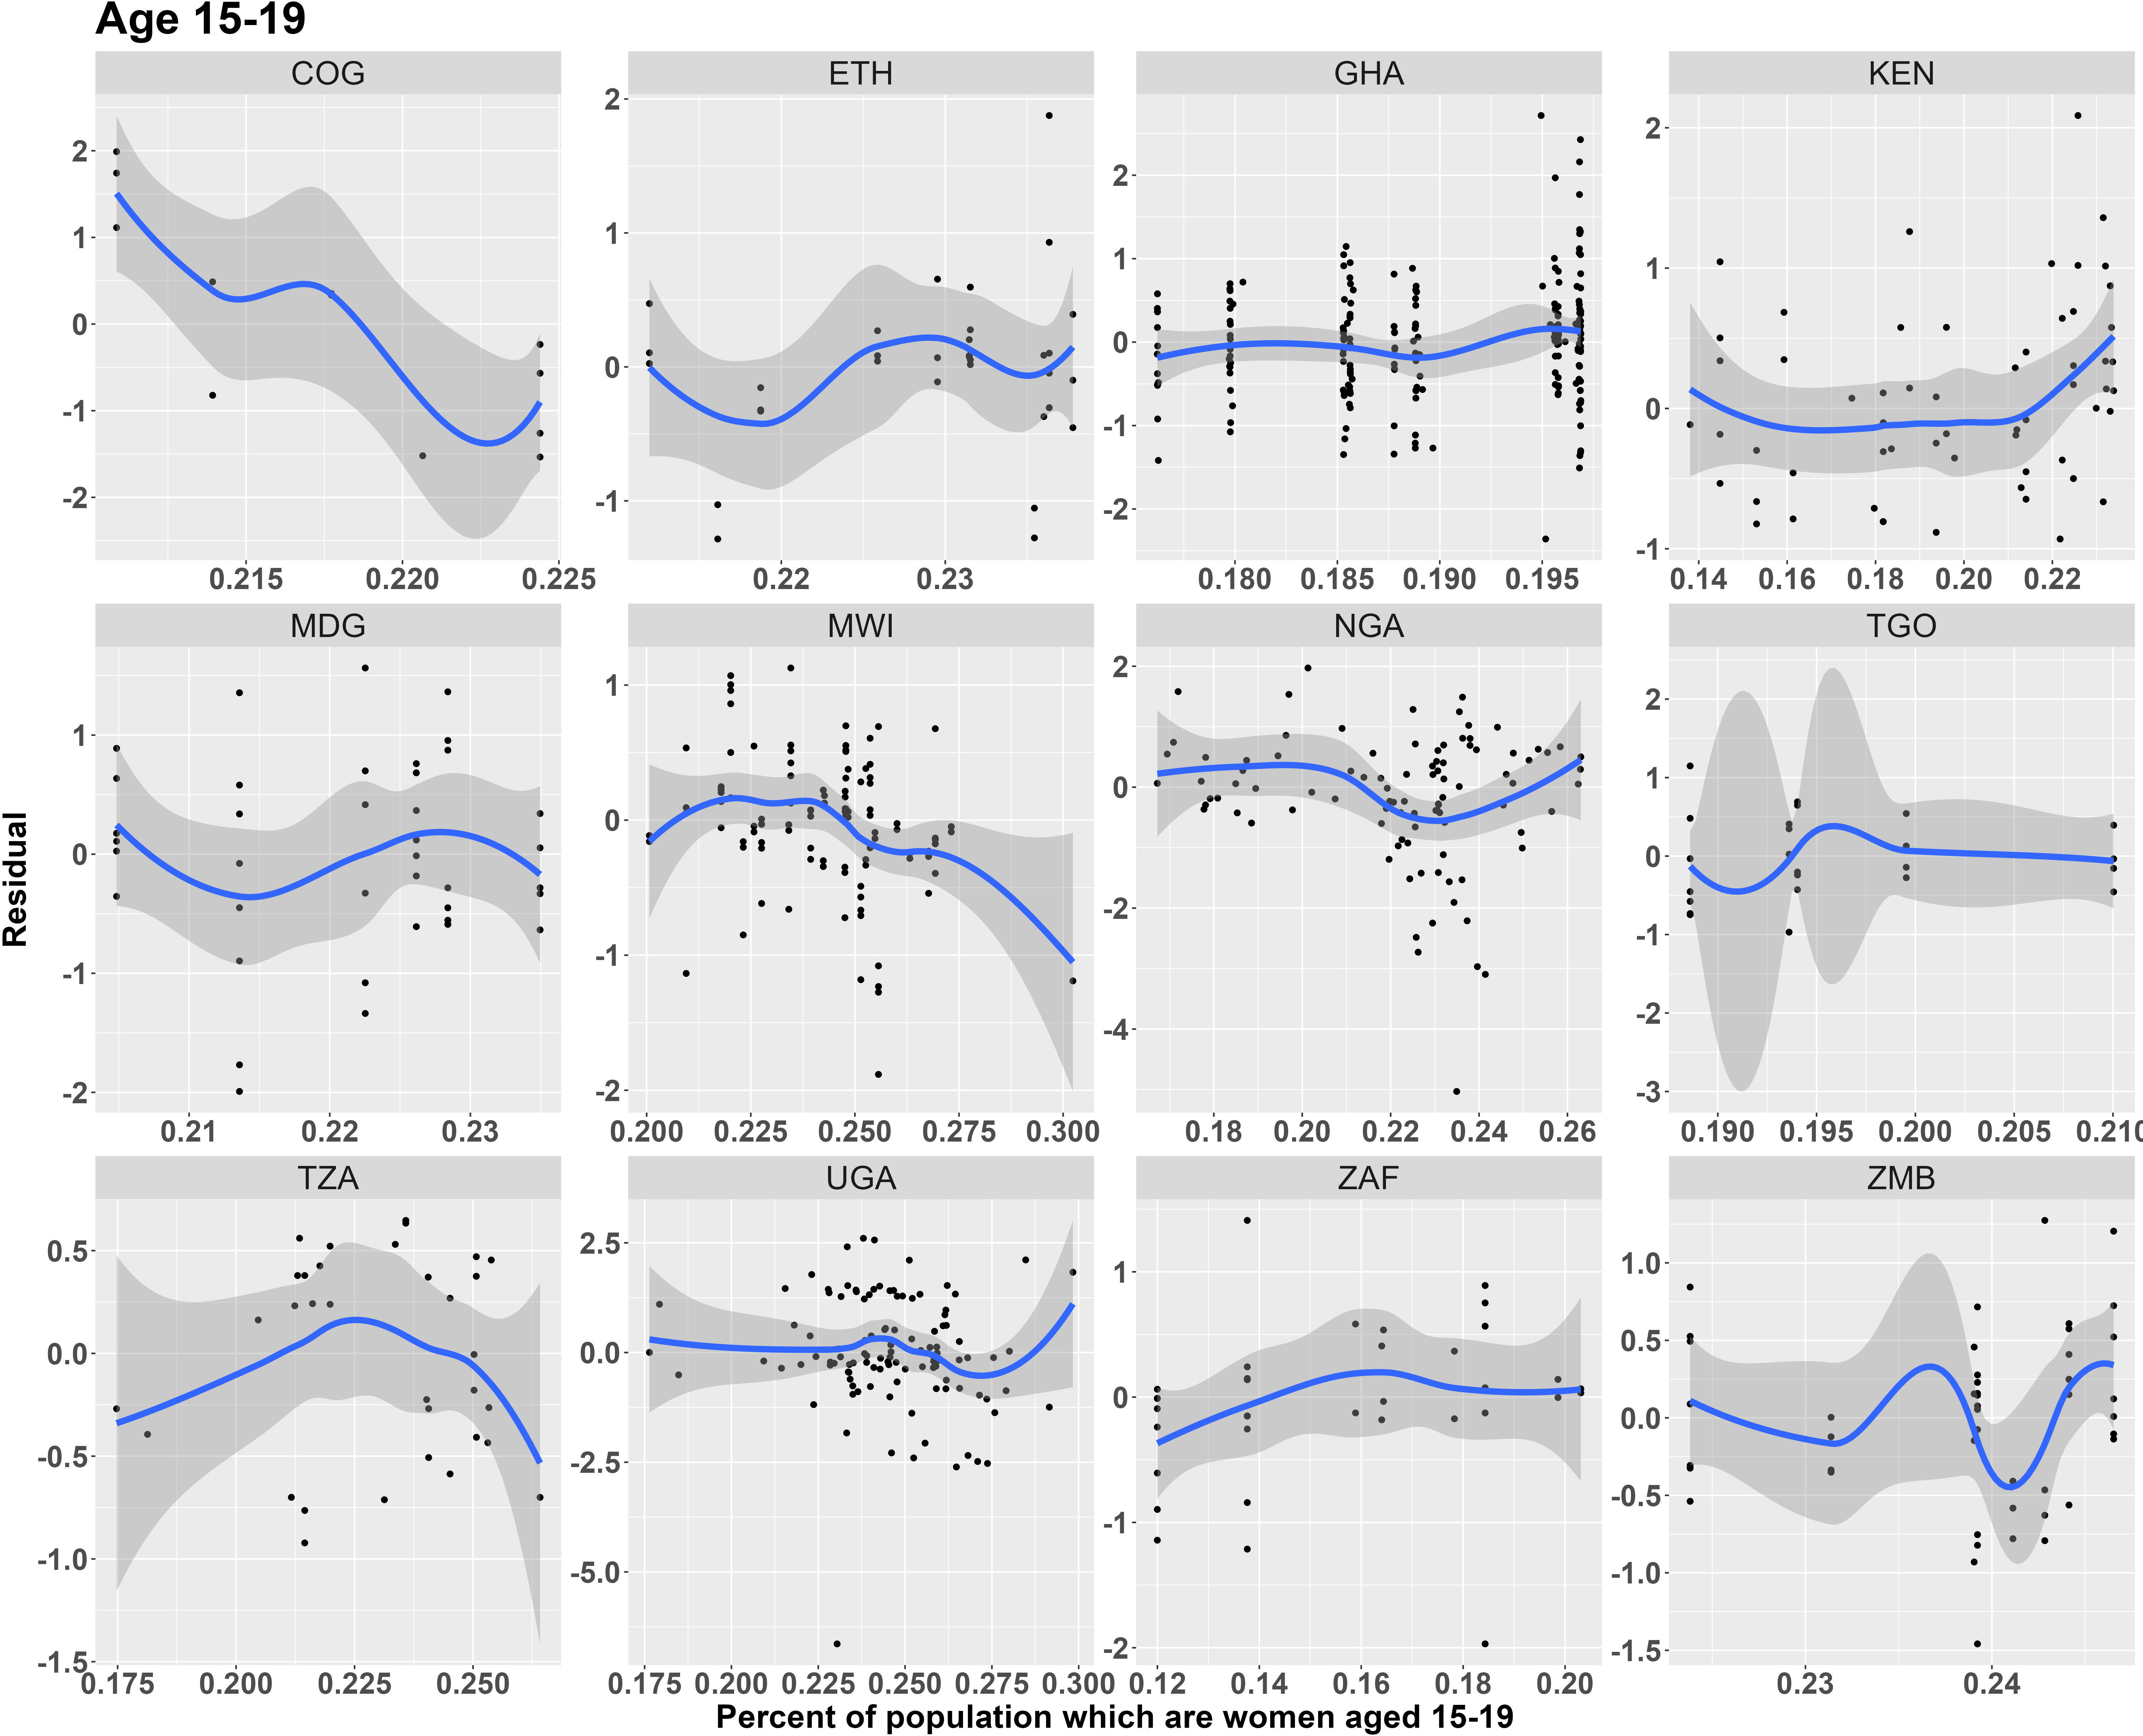 Age 15-19
COG ETH GHA KEN
2 1 0 -1 -2
2 1 0 -1
2 1 0 -1 -2
2 1 0 -1
0.215 0.220 0.225
0.22 0.23
0.180 0.185 0.190 0.195
0.14 0.16 0.18 0.20 0.22
MDG MWI NGA TGO
1 0 -1 -2
1 0 -1 -2
2 0 -2 -4
2 1 0 -1 -2 -3
0.21 0.22 0.23
0.200 0.225 0.250 0.275 0.300
0.18 0.20 0.22 0.24 0.26
0.190 0.195 0.200 0.205 0.210
TZA UGA ZAF ZMB
0.5 0.0 -0.5 -1.0 -1.5
2.5 0.0 -2.5 -5.0
1 0 -1 -2
1.0 0.5 0.0 -0.5 -1.0 -1.5
0.175 0.200 0.225 0.250
0.175 0.200 0.225 0.250 0.275 0.300
0.12 0.14 0.16 0.18 0.20
0.23 0.24
Residual
Percent of population which are women aged 15-19